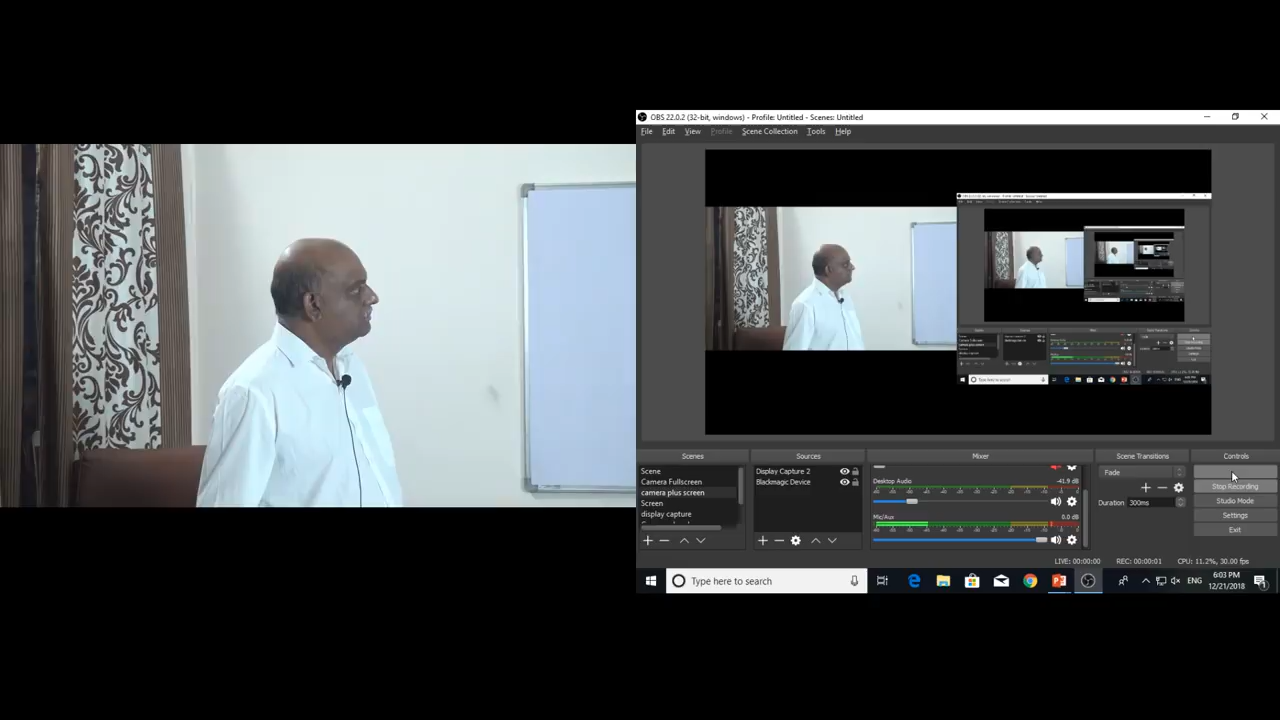 OBS 22.0.2 (32-bit, windows) - Profile: Untitled - Scenes: Untitled
File Edit View Profile Scene Collection Tools Help
Scenes Sources Mixer Scene Transitions Controls
Scene
Camera Fullscreen
camera plus screen
Screen
display capture
Display Capture 2
Blackmagic Device
Desktop Audio -41.9 dB
Mic/Aux 0.0 dB
Fade
Duration 300ms
Stop Recording
Studio Mode
Settings
Exit
LIVE: 00:00:00 REC: 00:00:01 CPU: 11.2%, 30.00 fps
Type here to search
ENG
6:03 PM
12/21/2018